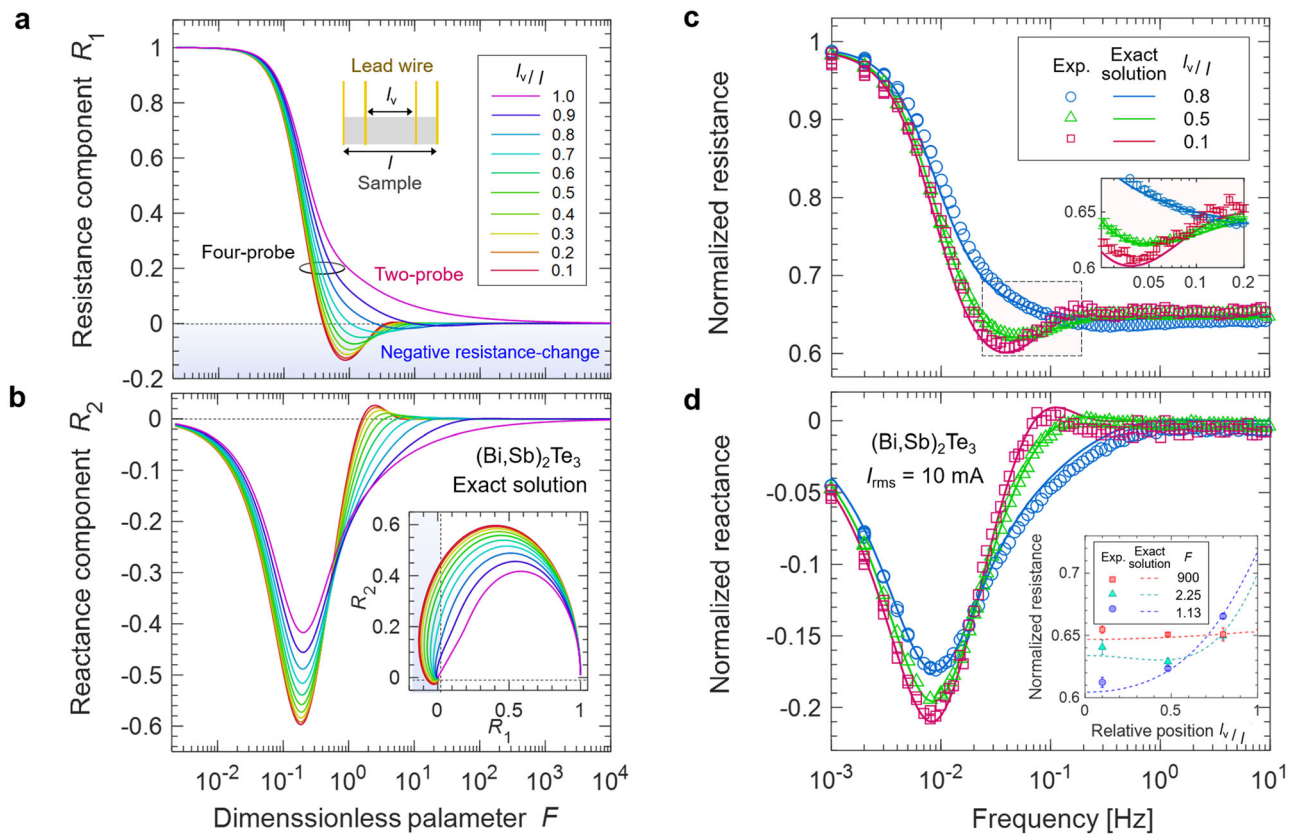 a
Resistance component R1
1
0.8
0.6
0.4
0.2
0
-0.2
Lead wire
lv
l
Sample
lv/l
1.0
0.9
0.8
0.7
0.6
0.5
0.4
0.3
0.2
0.1
Four-probe
Two-probe
Negative resistance-change
b
Reactance component R2
0
-0.1
-0.2
-0.3
-0.4
-0.5
-0.6
(Bi,Sb)2Te3
Exact solution
R2
0.6
0.4
0.2
0
0
0.5
1
R1
10-2
10-1
100
101
102
103
104
Dimenssionless palameter F
c
Normalized resistance
1
0.9
0.8
0.7
0.6
Exp.
Exact
solution
lv/l
0.8
0.5
0.1
0.65
0.6
0.05
0.1
0.2
d
Normalized reactance
0
-0.05
-0.1
-0.15
-0.2
(Bi,Sb)2Te3
Irms = 10 mA
Normalized resistance
0.7
0.65
0.6
Exp.
Exact
solution
F
900
2.25
1.13
0
0.5
1
Relative position lv/l
10-3
10-2
10-1
100
101
Frequency [Hz]